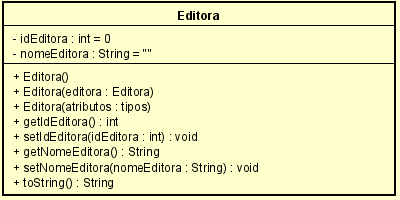 Editora
- idEditora : int = 0
- nomeEditora : String = ""
+ Editora()
+ Editora(editora : Editora)
+ Editora(atributos : tipos)
+ getIdEditora() : int
+ setIdEditora(idEditora : int) : void
+ getNomeEditora() : String
+ setNomeEditora(nomeEditora : String) : void
+ toString() : String